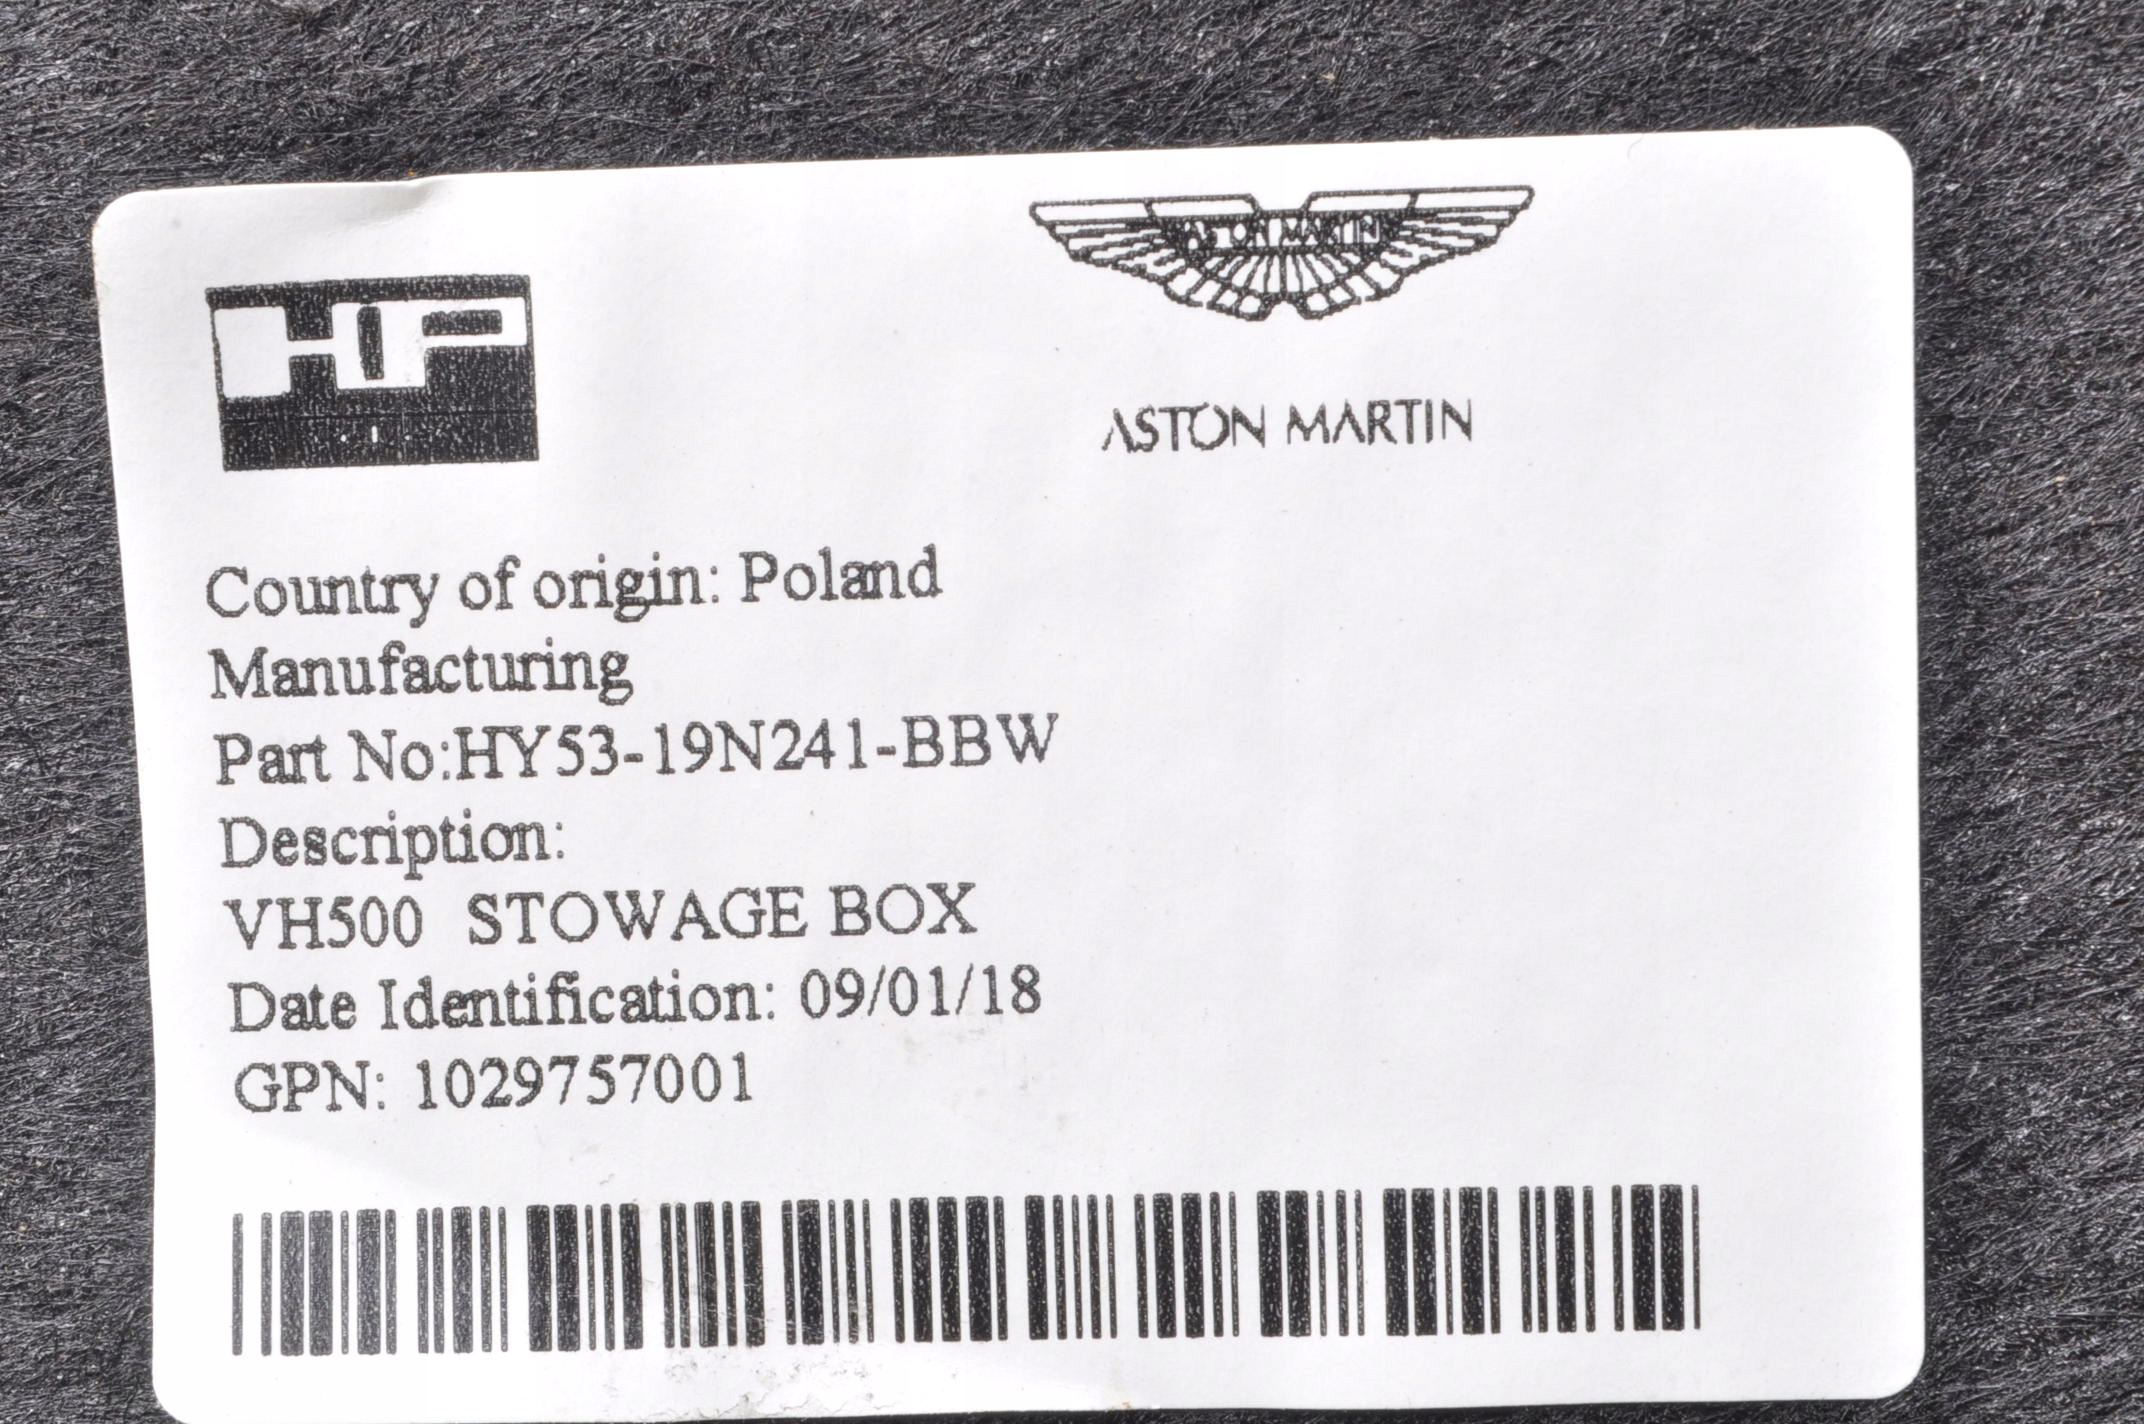 HP
ASTON MARTIN
ASTON MARTIN
Country of origin: Poland
Manufacturing
Part No:HY53-19N241-BBW
Description:
VH500 STOWAGE BOX
Date Identification: 09/01/18
GPN: 1029757001